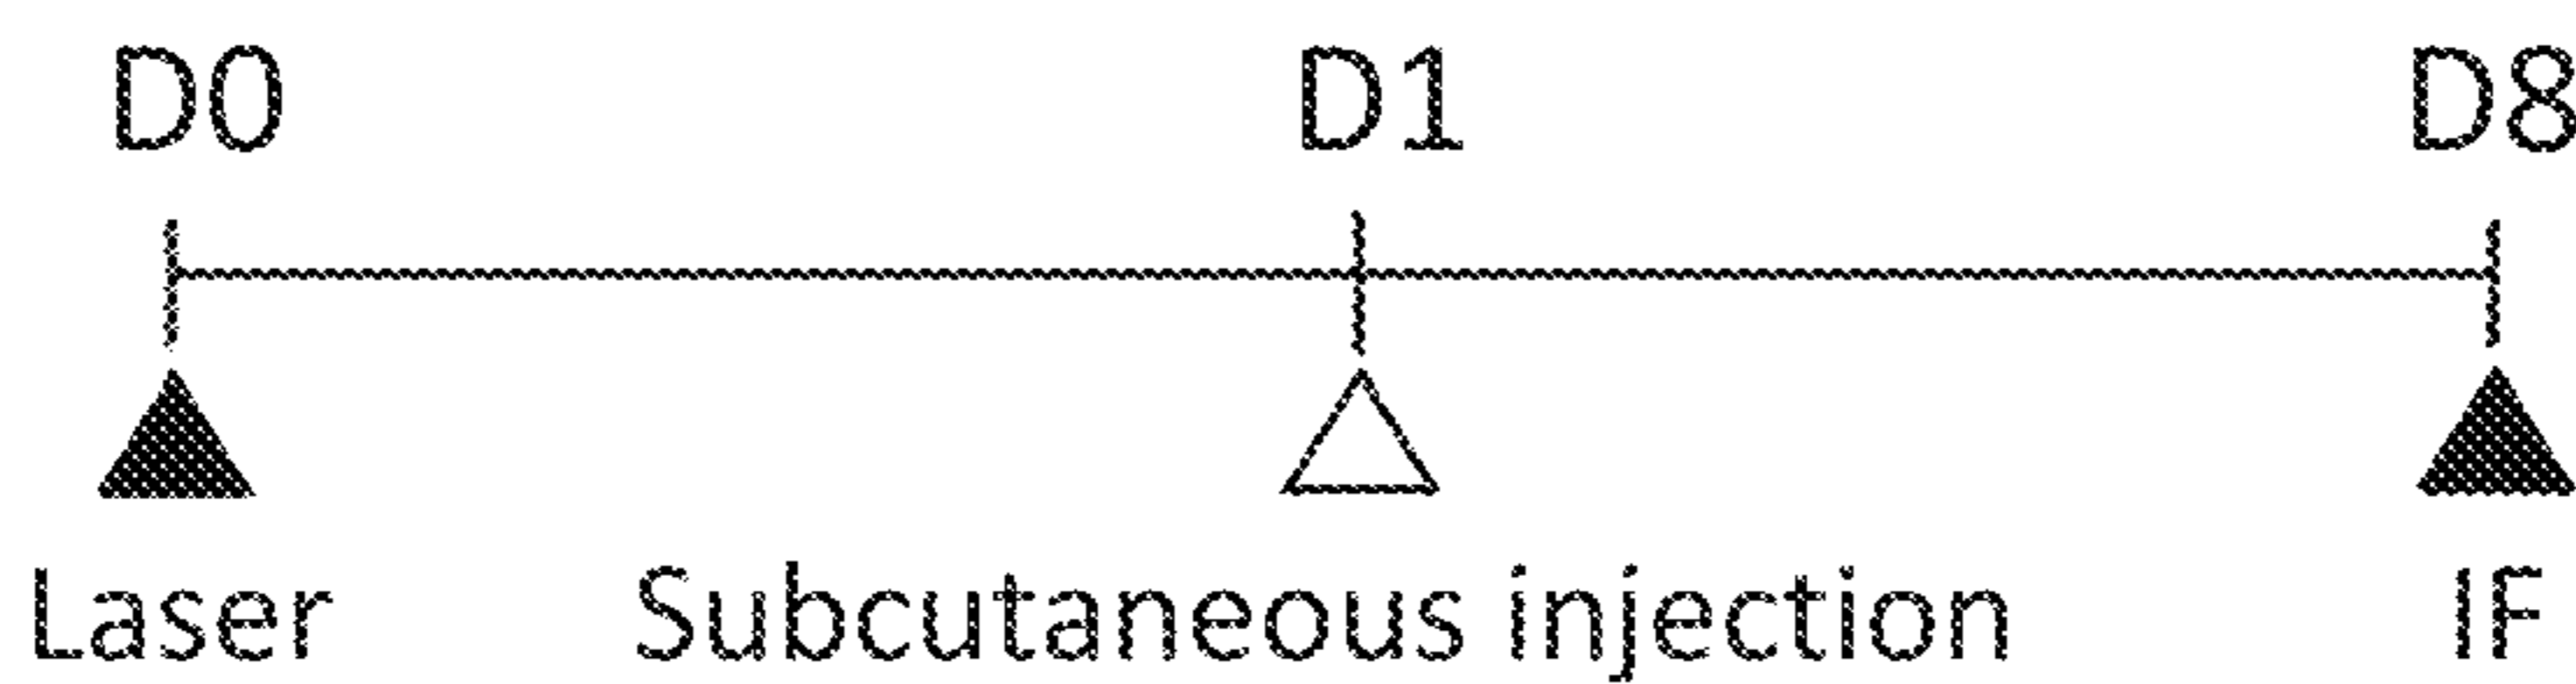 D0 D1 D8
Laser Subcutaneous injection IF